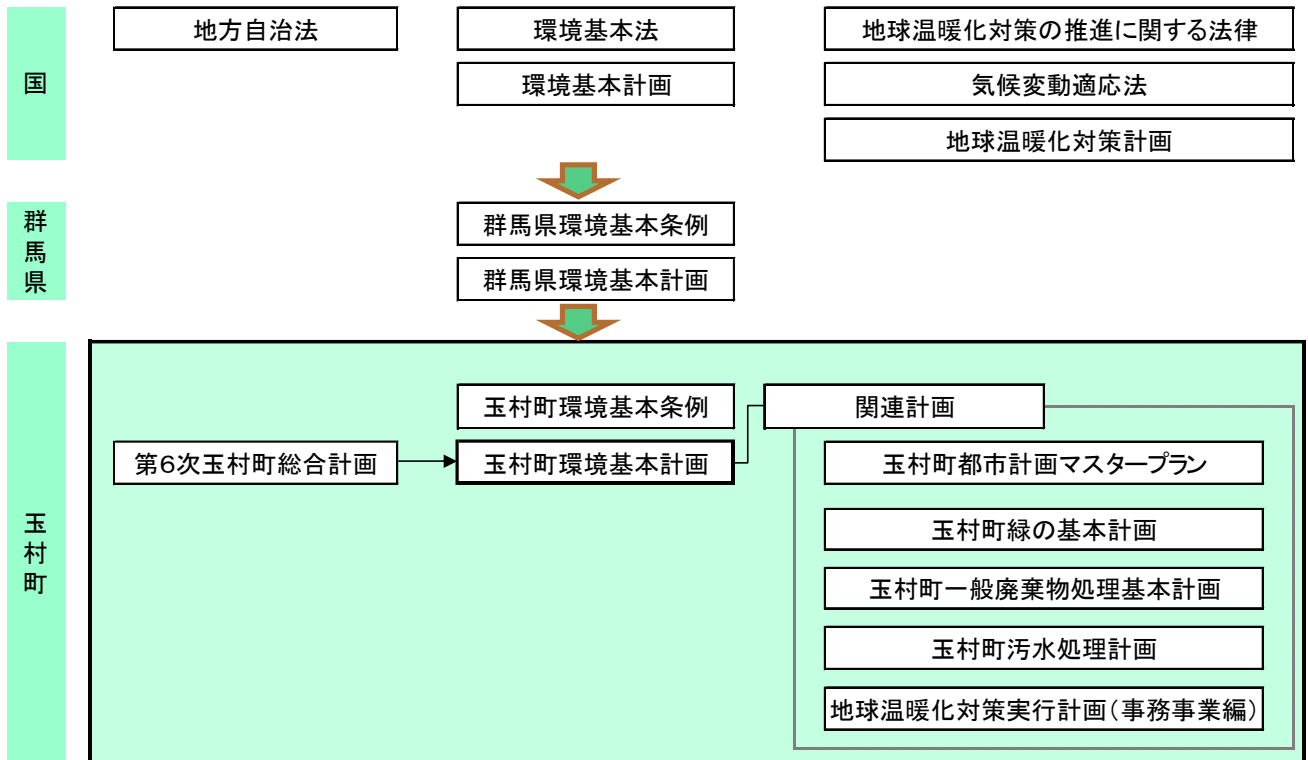 国
地方自治法
環境基本法
地球温暖化対策の推進に関する法律
環境基本計画
気候変動適応法
地球温暖化対策計画
群馬県
群馬県環境基本条例
群馬県環境基本計画
玉村町
玉村町環境基本条例
関連計画
第6次玉村町総合計画
玉村町環境基本計画
玉村町都市計画マスタープラン
玉村町緑の基本計画
玉村町一般廃棄物処理基本計画
玉村町汚水処理計画
地球温暖化対策実行計画(事務事業編)